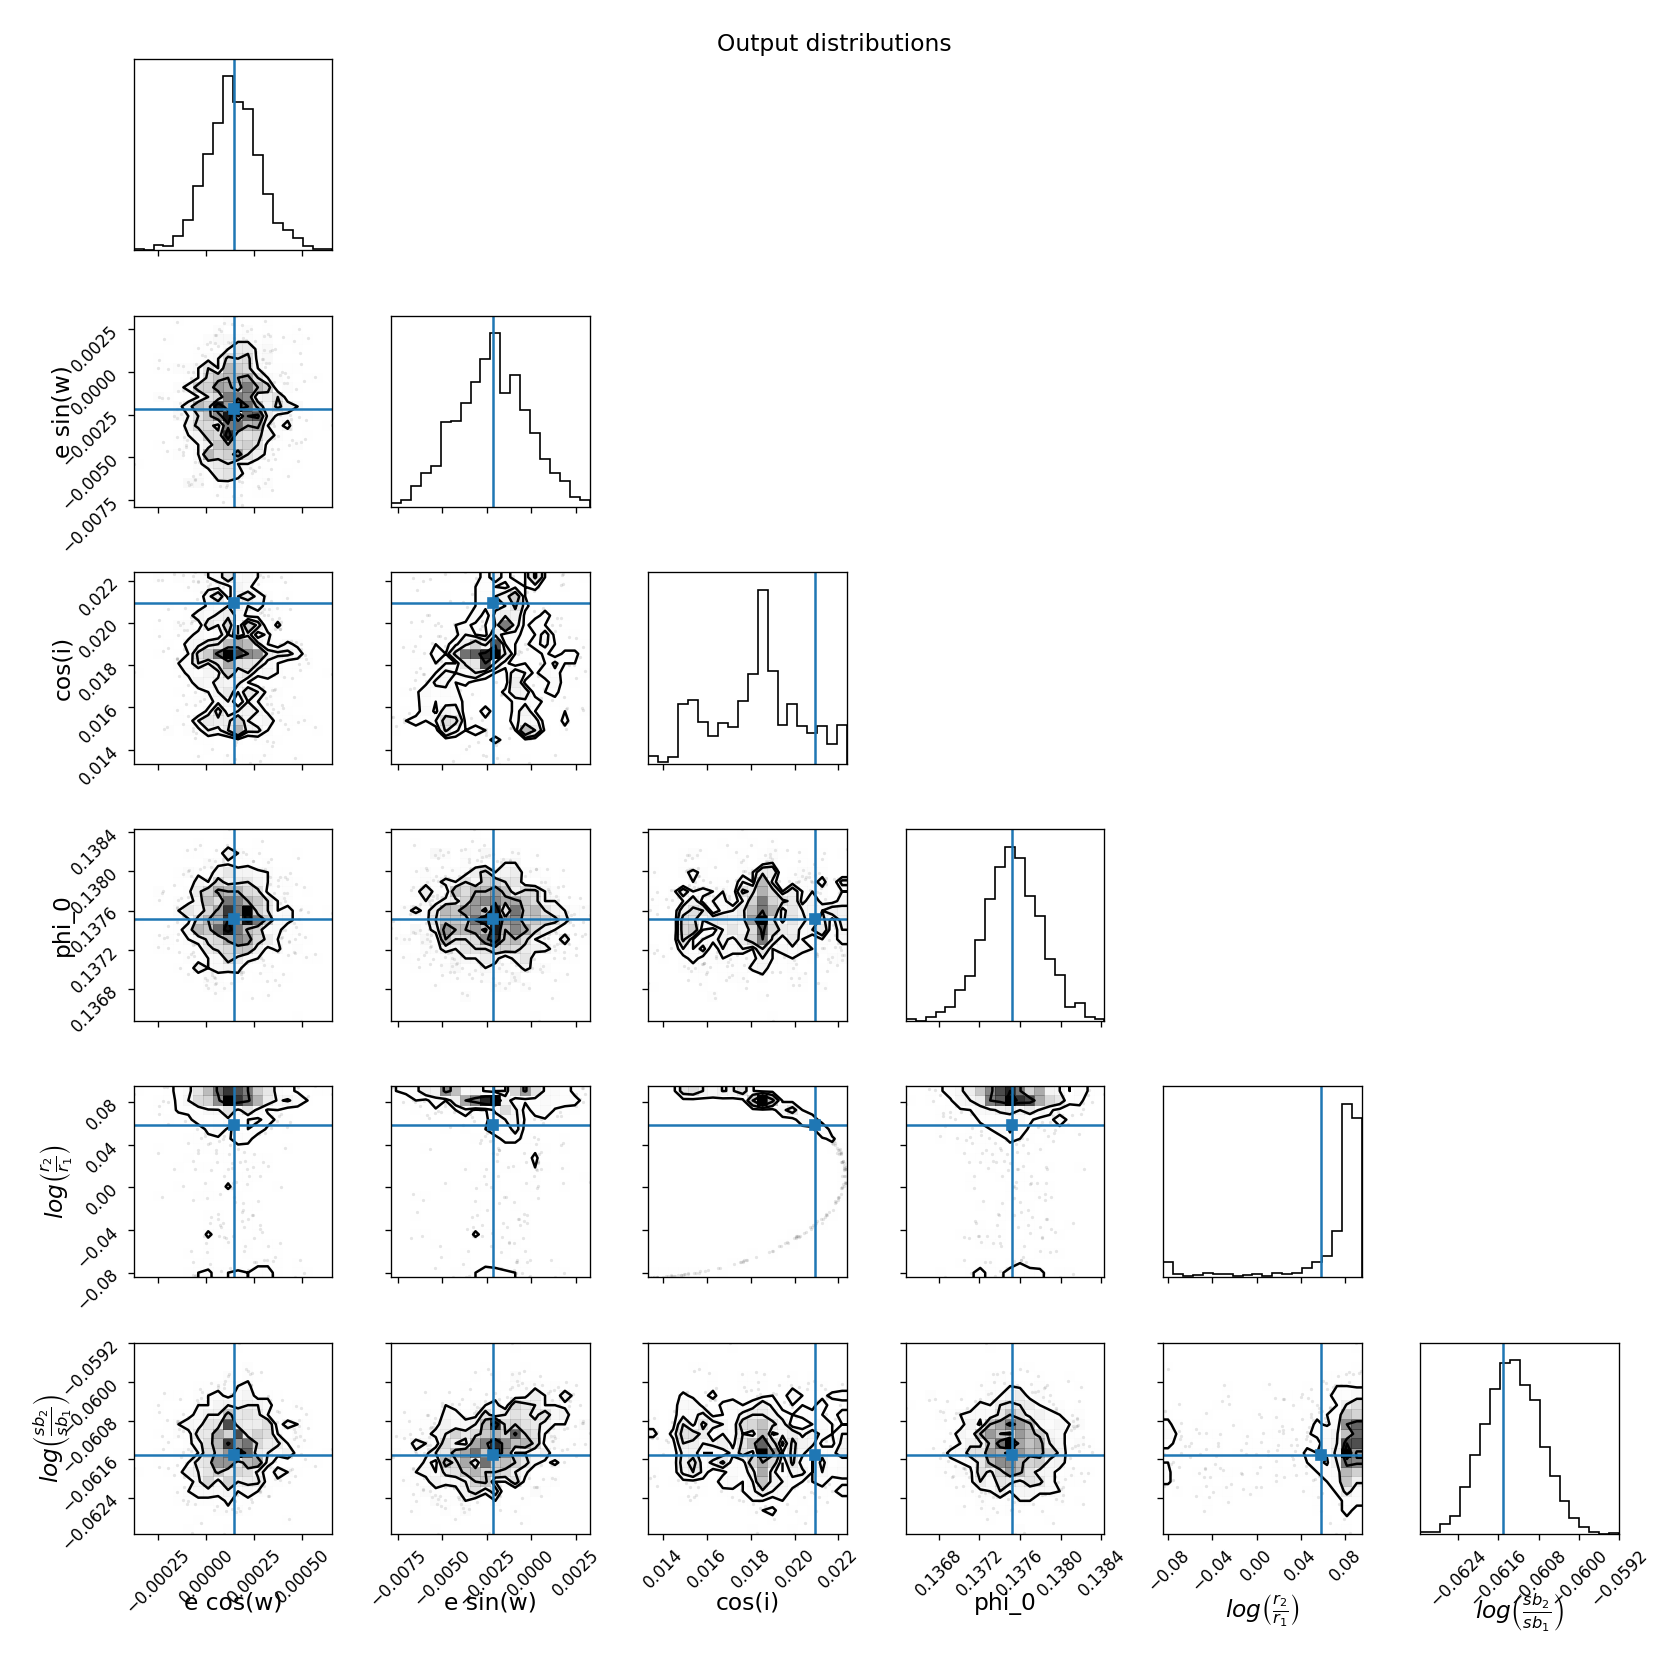 Output distributions
e sin(w)
0.0025
0.0000
−0.0025
−0.0050
−0.0075
cos(i)
0.022
0.020
0.018
0.016
0.014
phi_0
0.1384
0.1380
0.1376
0.1372
0.1368
log(r₂/r₁)
0.08
0.04
0.00
−0.04
−0.08
log(sb₂/sb₁)
−0.0592
−0.0600
−0.0608
−0.0616
−0.0624
−0.00025 0.00000 0.00025 0.00050
−0.0075 −0.0050 −0.0025 0.0000 0.0025
0.014 0.016 0.018 0.020 0.022
0.1368 0.1372 0.1376 0.1380 0.1384
−0.08 −0.04 0.00 0.04 0.08
−0.0624 −0.0616 −0.0608 −0.0600 −0.0592
e cos(w) e sin(w) cos(i) phi_0 log(r₂/r₁) log(sb₂/sb₁)